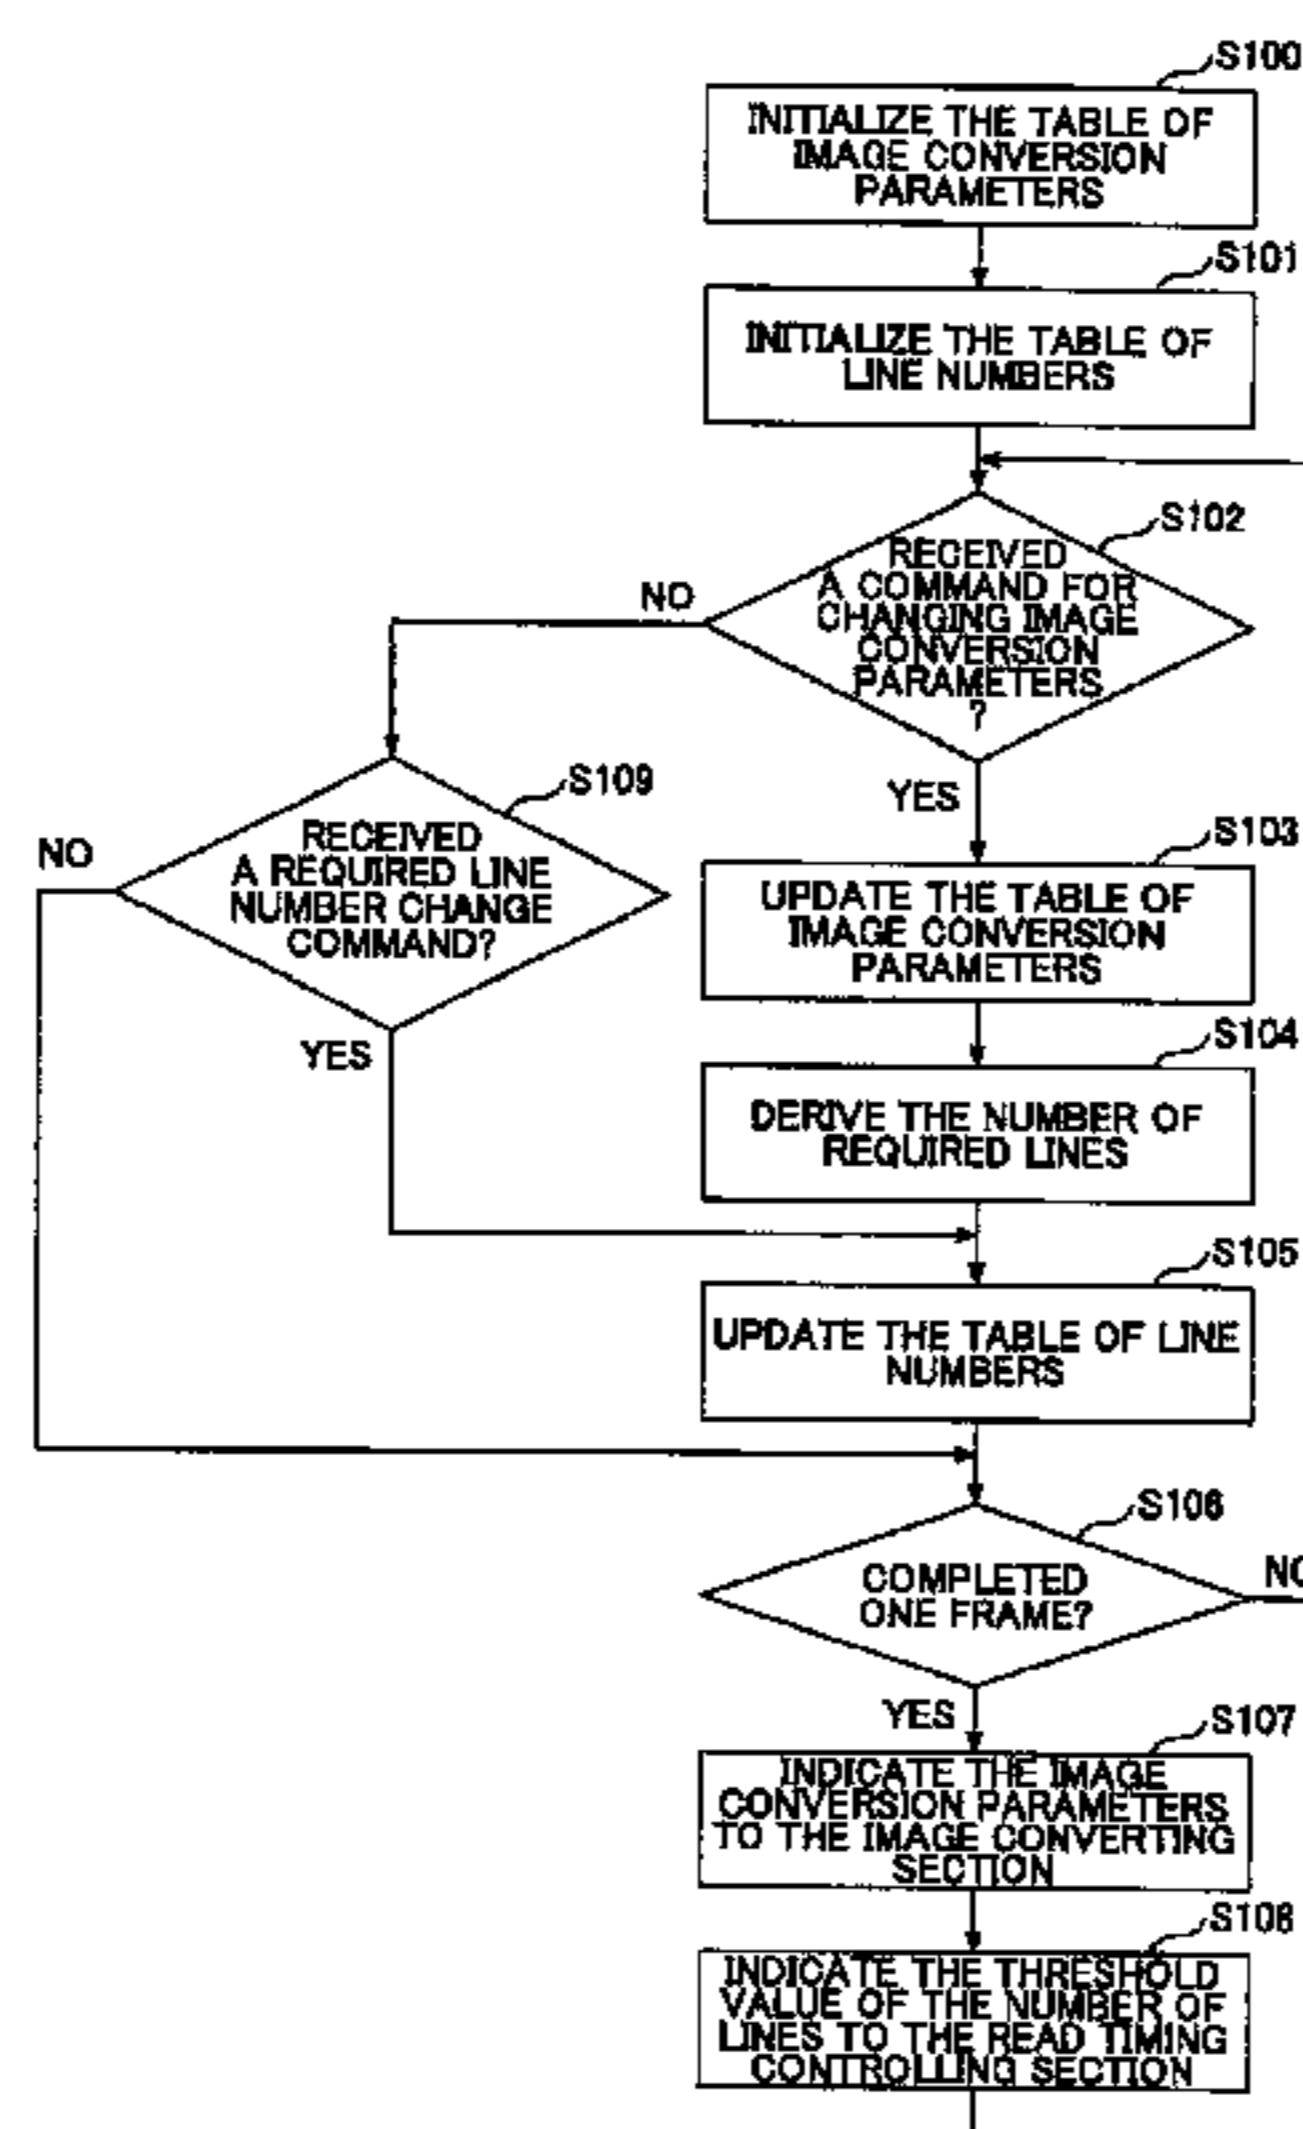 S100
INITIALIZE THE TABLE OF
IMAGE CONVERSION
PARAMETERS
S101
INITIALIZE THE TABLE OF
LINE NUMBERS
S102
RECEIVED
A COMMAND FOR
CHANGING IMAGE
CONVERSION
PARAMETERS
?
NO
YES
S109
RECEIVED
A REQUIRED LINE
NUMBER CHANGE
COMMAND?
NO
YES
S103
UPDATE THE TABLE OF
IMAGE CONVERSION
PARAMETERS
S104
DERIVE THE NUMBER OF
REQUIRED LINES
S105
UPDATE THE TABLE OF LINE
NUMBERS
S106
COMPLETED
ONE FRAME?
NO
YES
S107
INDICATE THE IMAGE
CONVERSION PARAMETERS
TO THE IMAGE CONVERTING
SECTION
S108
INDICATE THE THRESHOLD
VALUE OF THE NUMBER OF
LINES TO THE READ TIMING
CONTROLLING SECTION